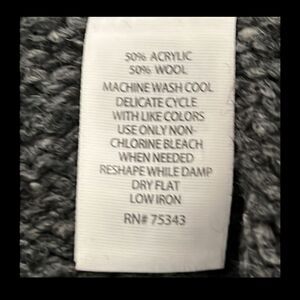 50% ACRYLIC
50% WOOL
MACHINE WASH COOL
DELICATE CYCLE
WITH LIKE COLORS
USE ONLY NON-
CHLORINE BLEACH
WHEN NEEDED
RESHAPE WHILE DAMP
DRY FLAT
LOW IRON
RN# 75343